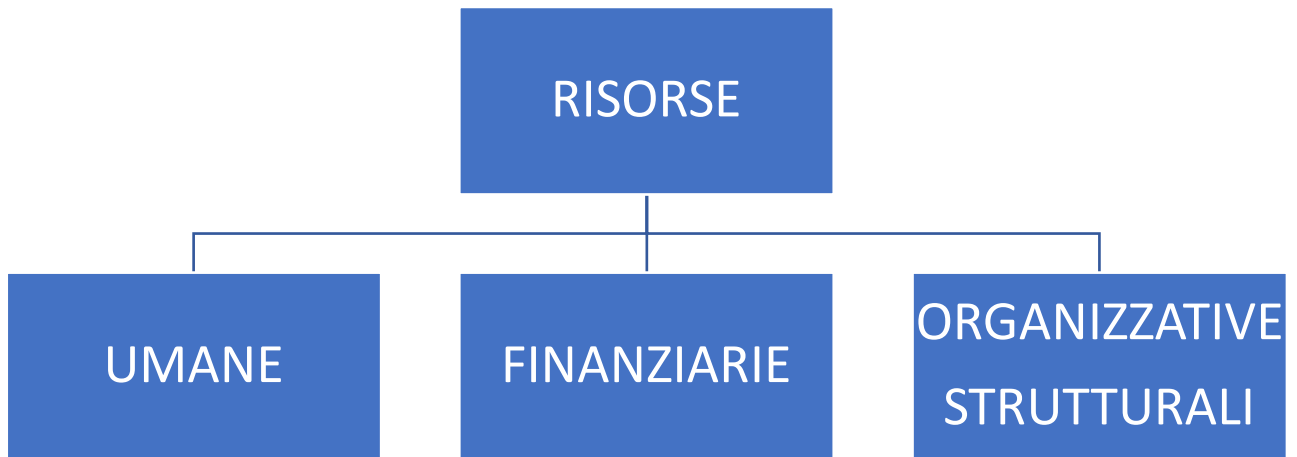 RISORSE
UMANE
FINANZIARIE
ORGANIZZATIVE
STRUTTURALI